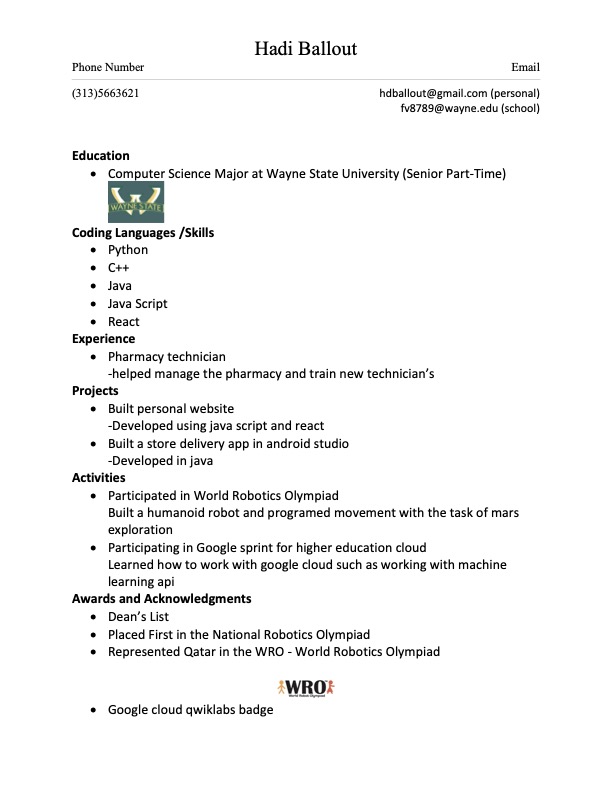 Hadi Ballout
Phone Number Email
(313)5663621 hdballout@gmail.com (personal)
fv8789@wayne.edu (school)
Education
• Computer Science Major at Wayne State University (Senior Part-Time)
W
WAYNE STATE
Coding Languages /Skills
• Python
• C++
• Java
• Java Script
• React
Experience
• Pharmacy technician
-helped manage the pharmacy and train new technician’s
Projects
• Built personal website
-Developed using java script and react
• Built a store delivery app in android studio
-Developed in java
Activities
• Participated in World Robotics Olympiad
Built a humanoid robot and programed movement with the task of mars
exploration
• Participating in Google sprint for higher education cloud
Learned how to work with google cloud such as working with machine
learning api
Awards and Acknowledgments
• Dean’s List
• Placed First in the National Robotics Olympiad
• Represented Qatar in the WRO - World Robotics Olympiad
WRO
World Robot Olympiad
• Google cloud qwiklabs badge